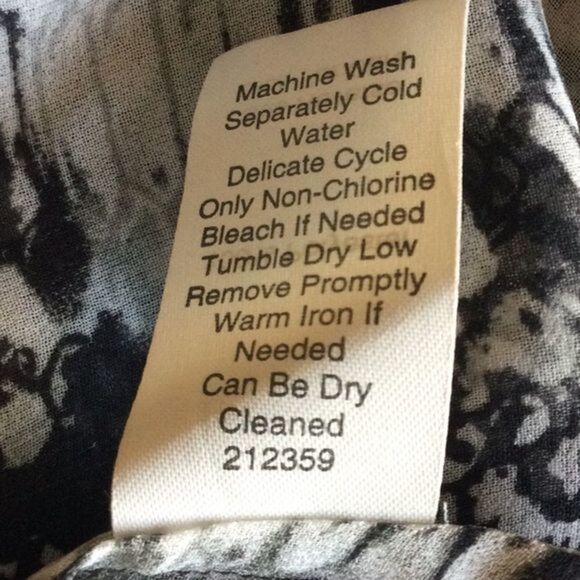 Machine Wash
Separately Cold
Water
Delicate Cycle
Only Non-Chlorine
Bleach If Needed
Tumble Dry Low
Remove Promptly
Warm Iron If
Needed
Can Be Dry
Cleaned
212359